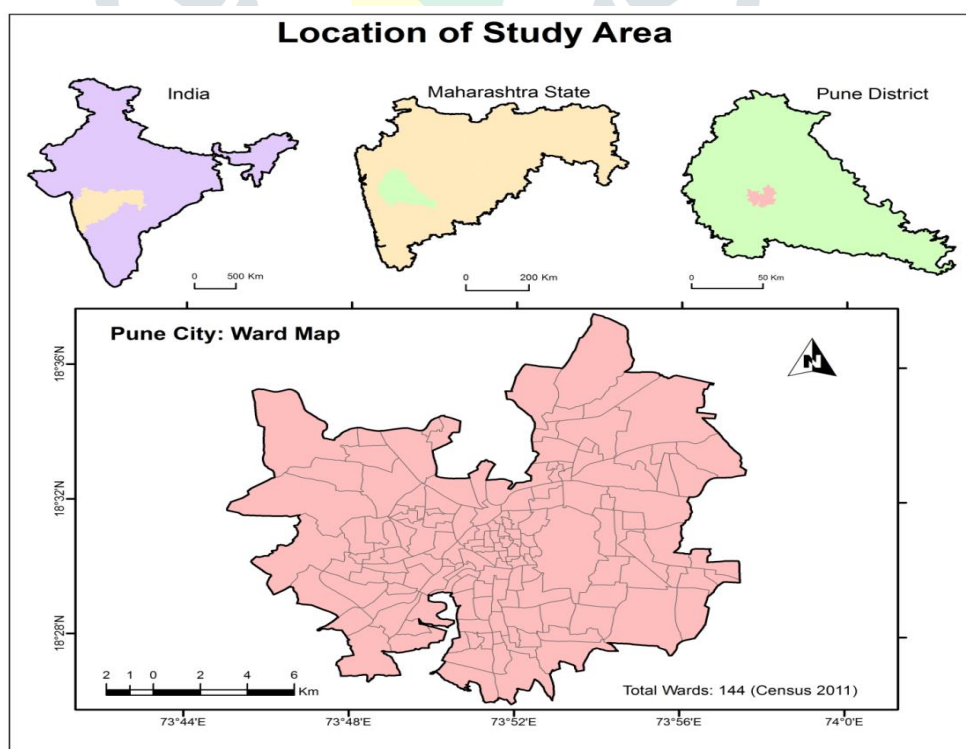 Location of Study Area
India
Maharashtra State
Pune District
0 500 Km
0 200 Km
0 50 Km
Pune City: Ward Map
N
18°36'N
18°32'N
18°28'N
2 1 0 2 4 6
Km
Total Wards: 144 (Census 2011)
73°44'E 73°48'E 73°52'E 73°56'E 74°0'E